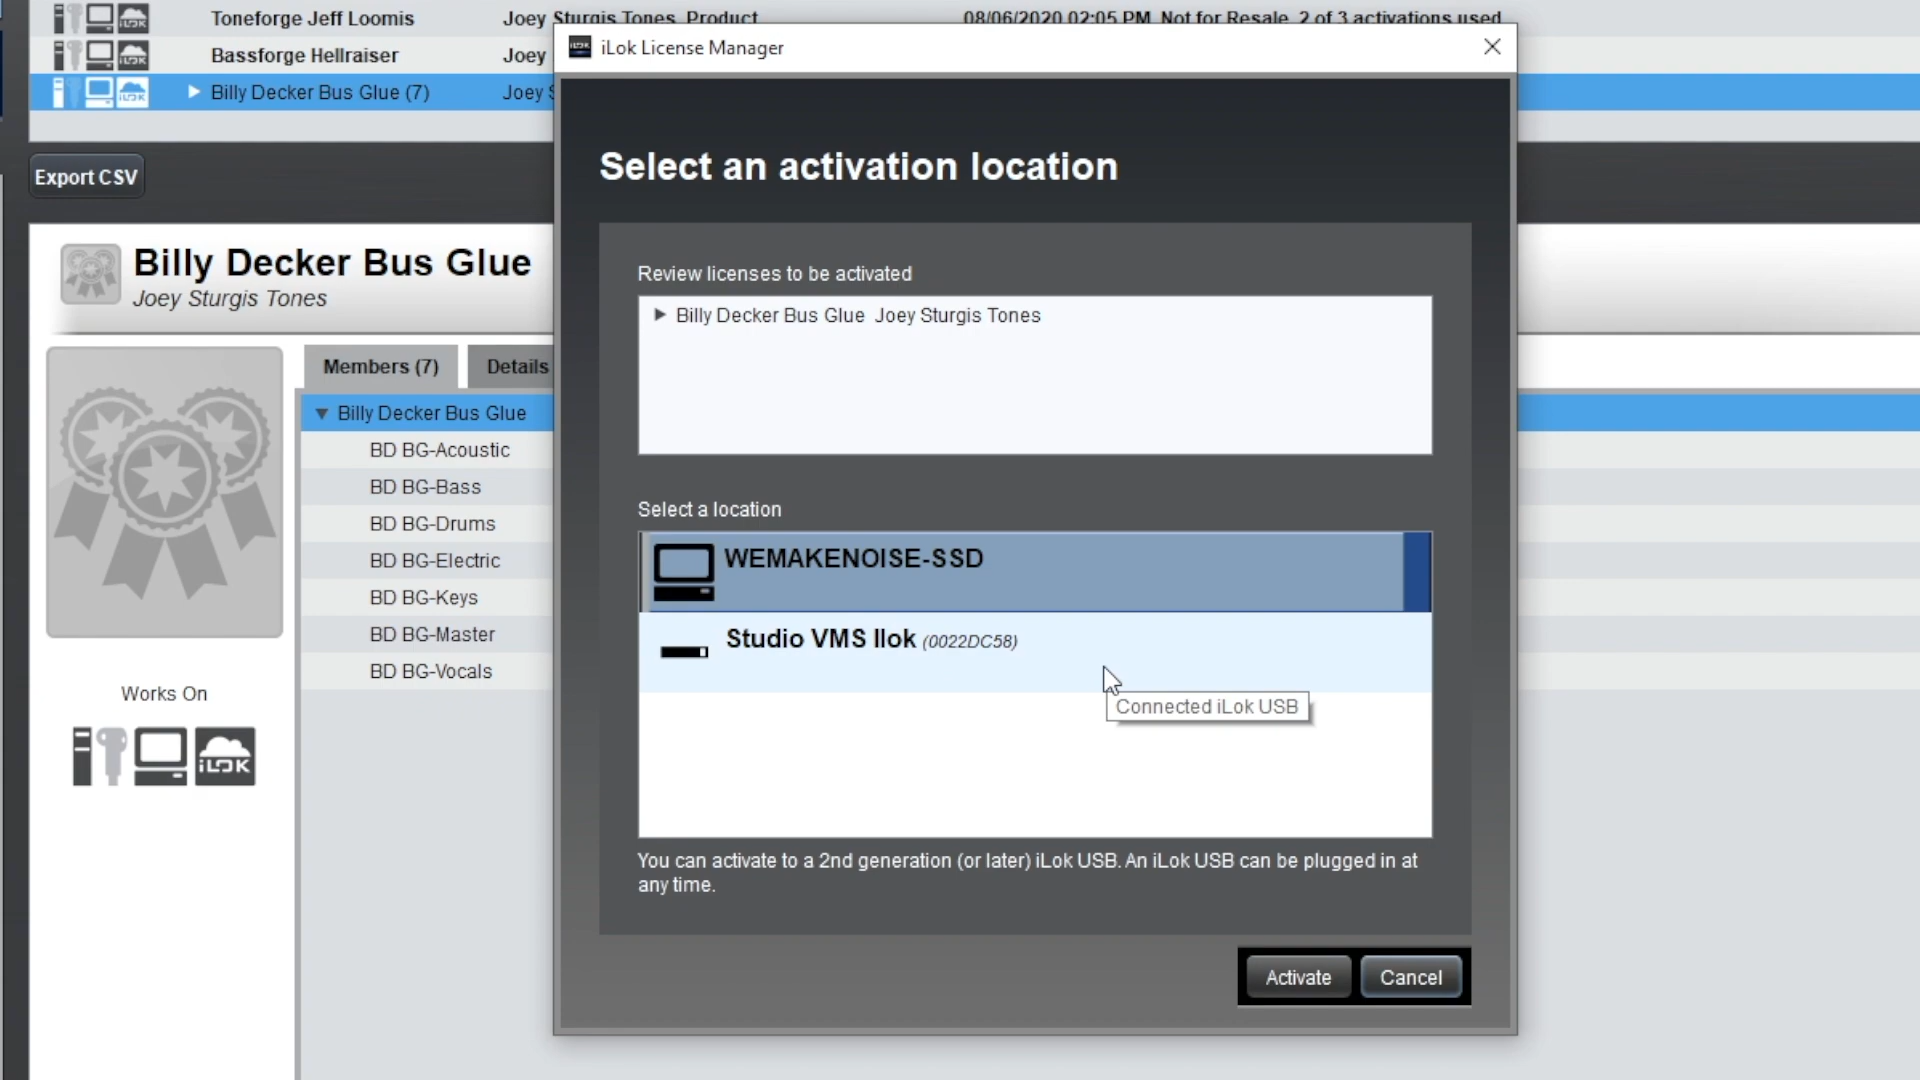 Toneforge Jeff Loomis Joey Sturgis Tones Product 08/06/2020 02:05 PM Not for Resale 2 of 3 activations used
Bassforge Hellraiser Joey
Billy Decker Bus Glue (7) Joey S
iLok License Manager
Export CSV
Select an activation location
Billy Decker Bus Glue
Joey Sturgis Tones
Members (7) Details
Billy Decker Bus Glue
BD BG-Acoustic
BD BG-Bass
BD BG-Drums
BD BG-Electric
BD BG-Keys
BD BG-Master
BD BG-Vocals
Works On
iLOK
Review licenses to be activated
Billy Decker Bus Glue Joey Sturgis Tones
Select a location
WEMAKENOISE-SSD
Studio VMS Ilok (0022DC58)
Connected iLok USB
You can activate to a 2nd generation (or later) iLok USB. An iLok USB can be plugged in at
any time.
Activate Cancel